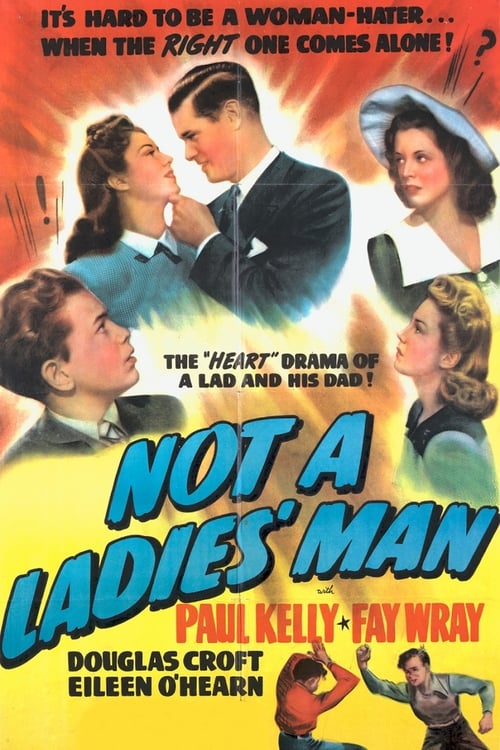 IT'S HARD TO BE A WOMAN-HATER...
WHEN THE RIGHT ONE COMES ALONE!
?
!
THE "HEART" DRAMA OF
A LAD AND HIS DAD!
NOT A
LADIES' MAN
with
PAUL KELLY * FAY WRAY
DOUGLAS CROFT
EILEEN O'HEARN